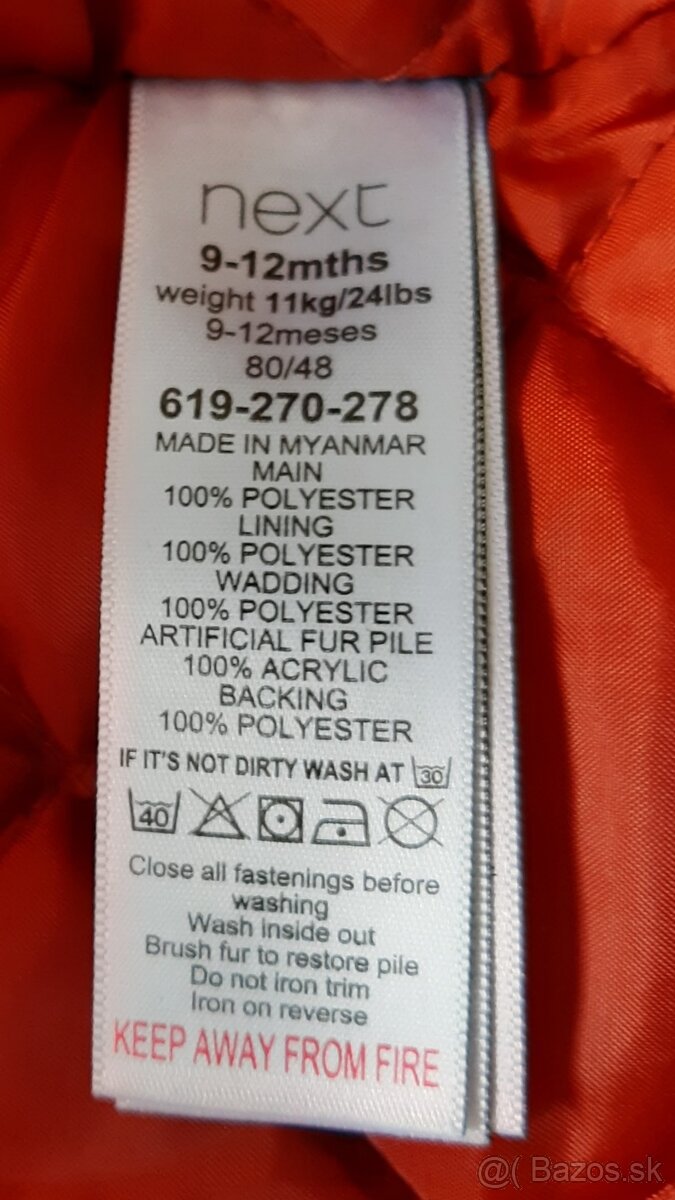 next
9-12mths
weight 11kg/24lbs
9-12meses
80/48
619-270-278
MADE IN MYANMAR
MAIN
100% POLYESTER
LINING
100% POLYESTER
WADDING
100% POLYESTER
ARTIFICIAL FUR PILE
100% ACRYLIC
BACKING
100% POLYESTER
IF IT'S NOT DIRTY WASH AT 30
40
Close all fastenings before
washing
Wash inside out
Brush fur to restore pile
Do not iron trim
Iron on reverse
KEEP AWAY FROM FIRE
@( Bazos.sk